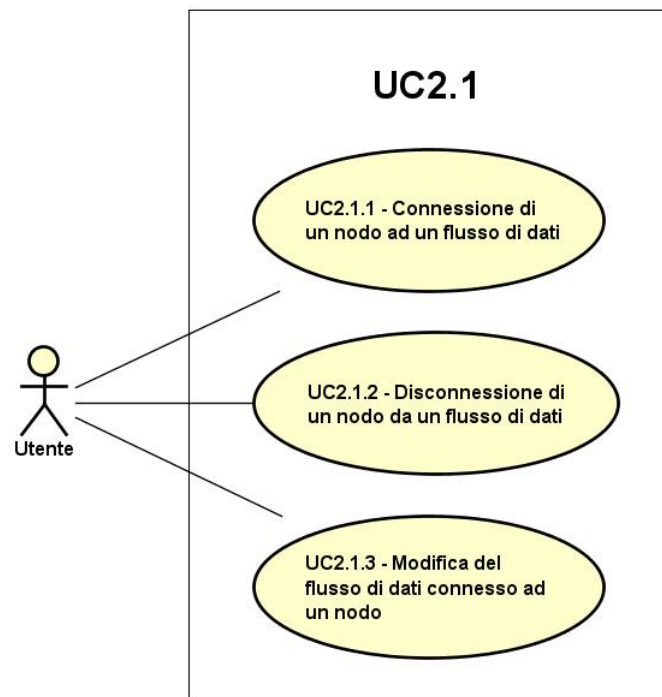 UC2.1
UC2.1.1 - Connessione di
un nodo ad un flusso di dati
UC2.1.2 - Disconnessione di
un nodo da un flusso di dati
Utente
UC2.1.3 - Modifica del
flusso di dati connesso ad
un nodo